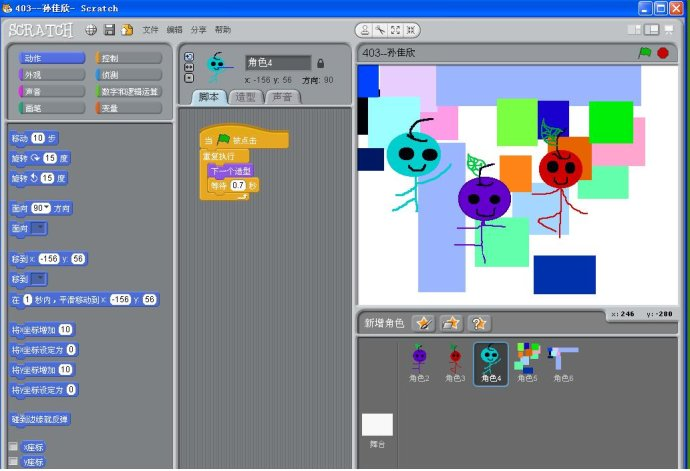 403--孙佳欣- Scratch
SCRATCH 文件 编辑 分享 帮助
动作 控制
外观 侦测
声音 数字和逻辑运算
画笔 变量
移动 10 步
旋转 15 度
旋转 15 度
面向 90 方向
面向
移到 x: -156 y: 56
移到
在 1 秒内，平滑移动到 x: -156 y: 56
将x坐标增加 10
将x坐标设定为 0
将y坐标增加 10
将y坐标设定为 0
碰到边缘就反弹
x座标
y座标
角色4
x: -156 y: 56 方向: 90
脚本 造型 声音
当 被点击
重复执行
下一个造型
等待 0.7 秒
403--孙佳欣
x: 246 y: -280
新增角色
角色2 角色3 角色4 角色5 角色6
舞台